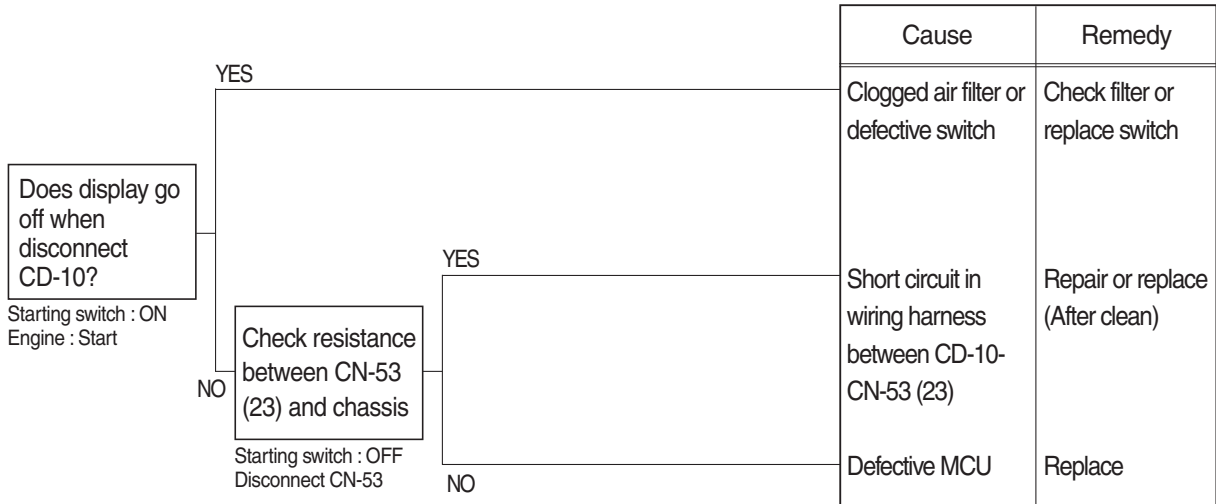 Cause
Remedy
YES
Clogged air filter or
defective switch
Check filter or
replace switch
Does display go
off when
disconnect
CD-10?
Starting switch : ON
Engine : Start
YES
Short circuit in
wiring harness
between CD-10-
CN-53 (23)
Repair or replace
(After clean)
NO
Check resistance
between CN-53
(23) and chassis
Starting switch : OFF
Disconnect CN-53
NO
Defective MCU
Replace